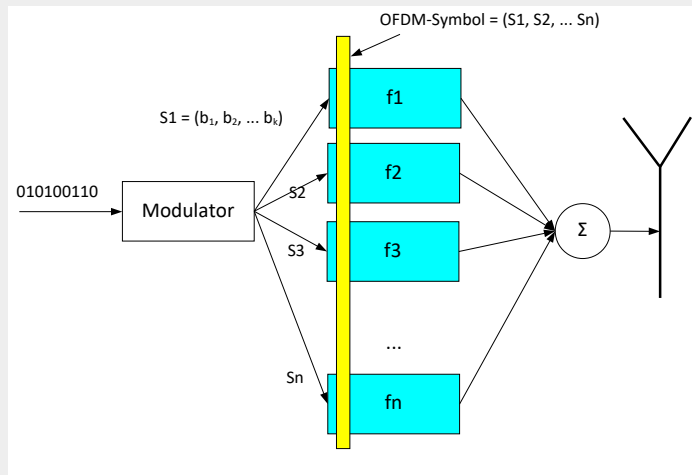 OFDM-Symbol = (S1, S2, ... Sn)
S1 = (b₁, b₂, ... bₖ)
f1
010100110
Modulator
S2
f2
S3
f3
Σ
...
Sn
fn